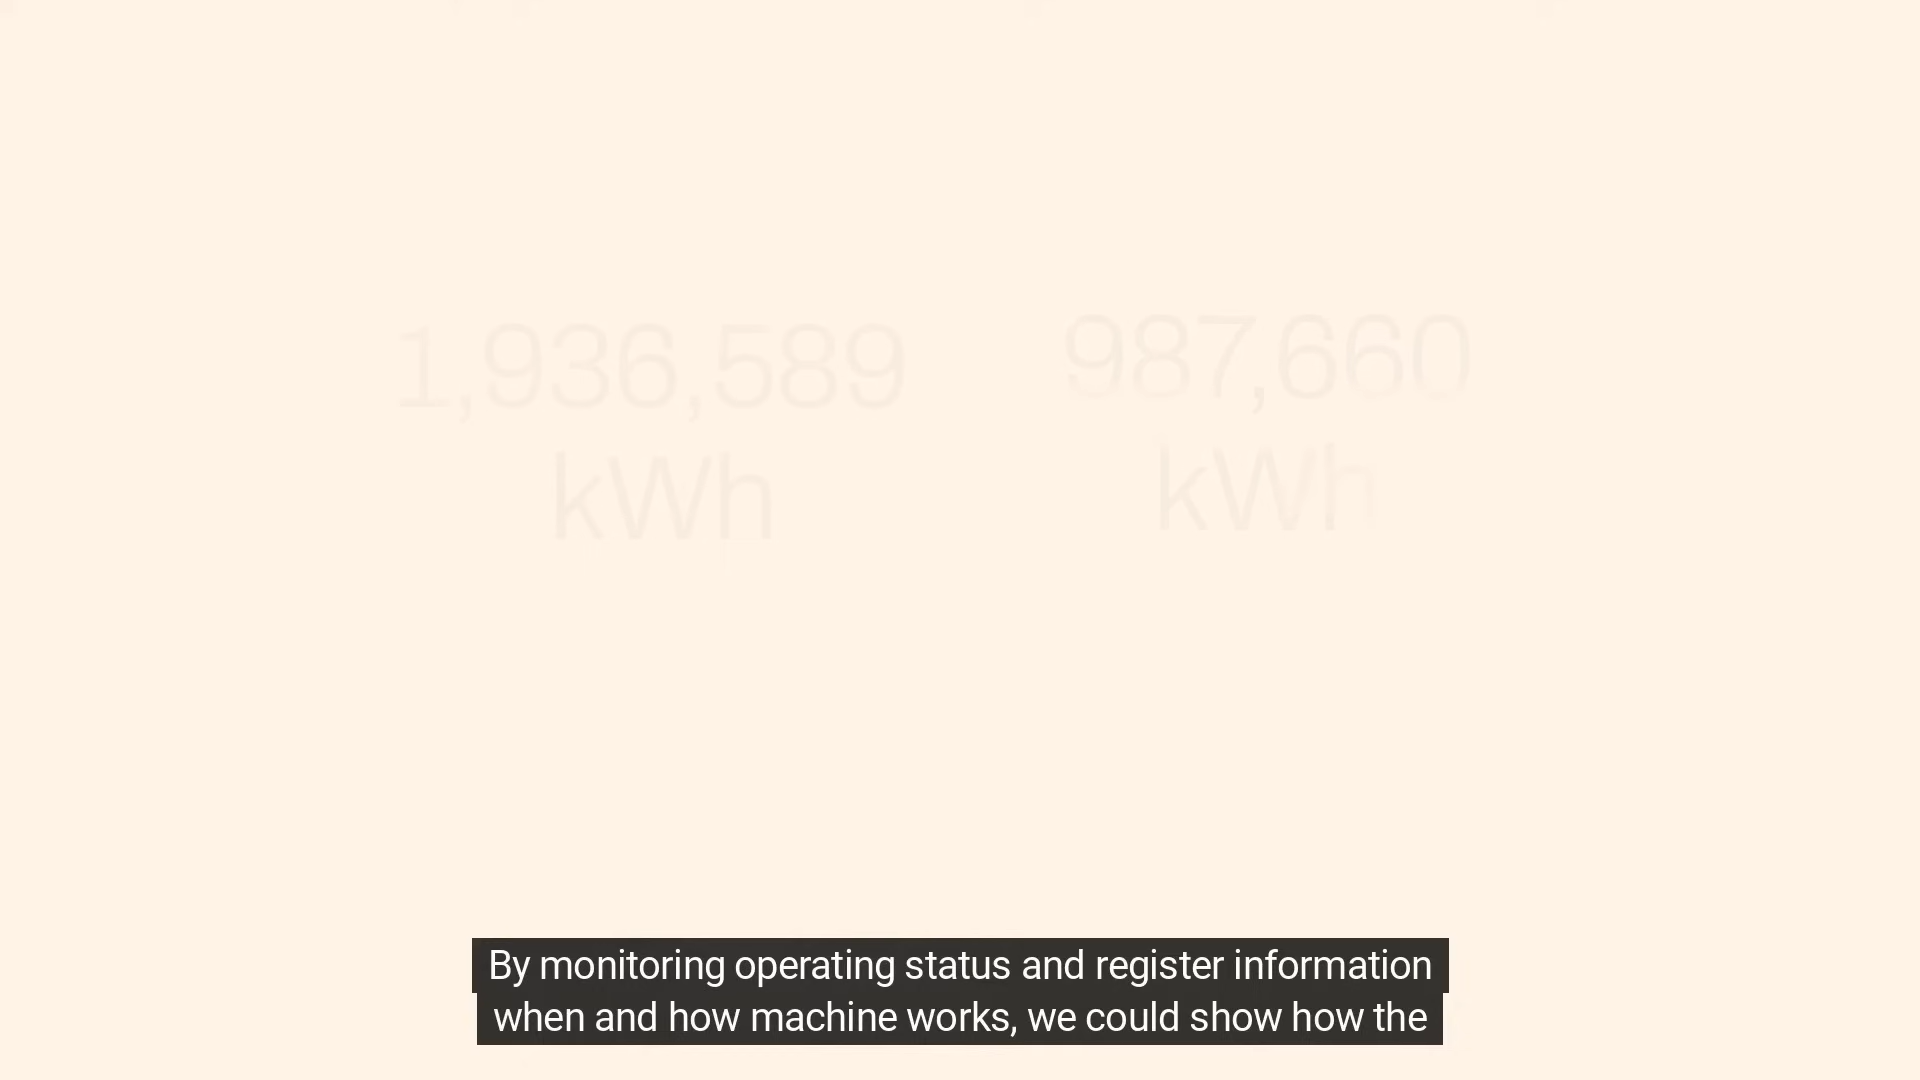 1,936,589
kWh
987,660
kWh
By monitoring operating status and register information
when and how machine works, we could show how the